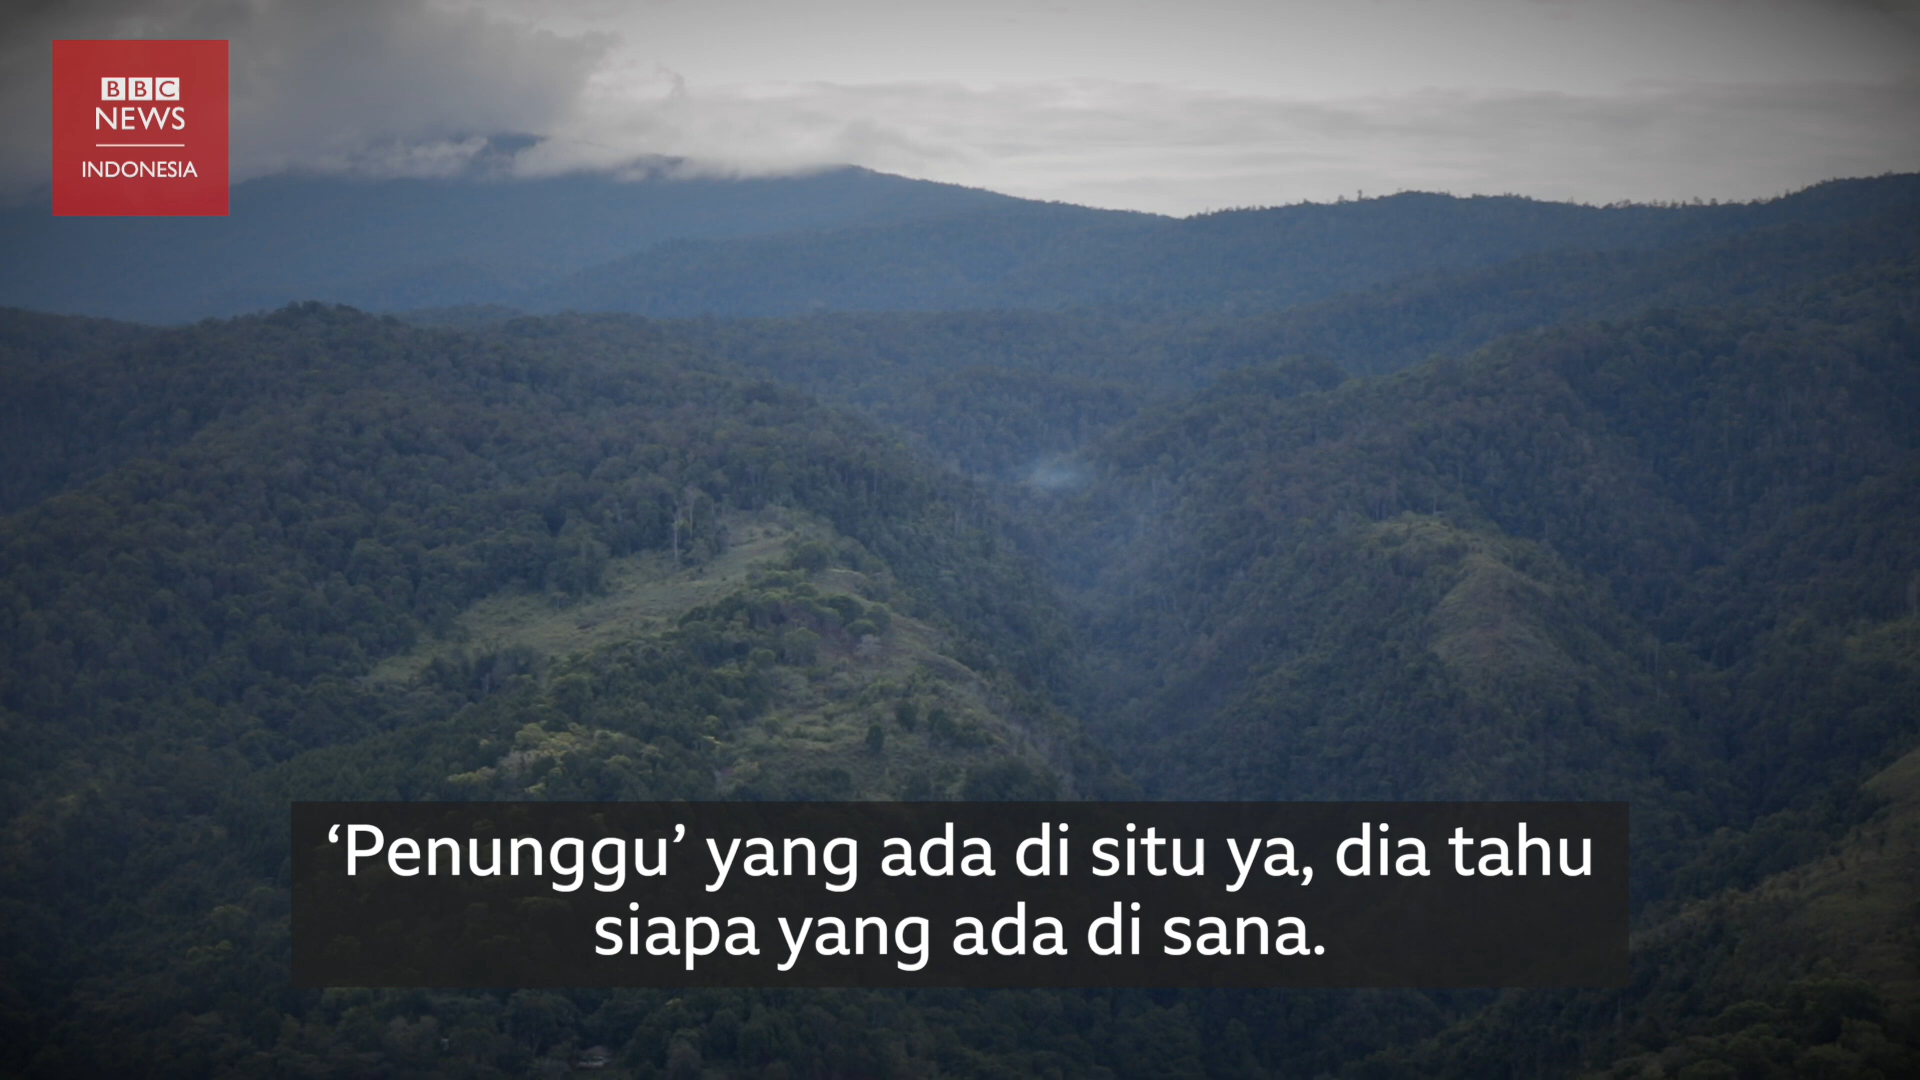 BBC
NEWS
INDONESIA
‘Penunggu’ yang ada di situ ya, dia tahu
siapa yang ada di sana.